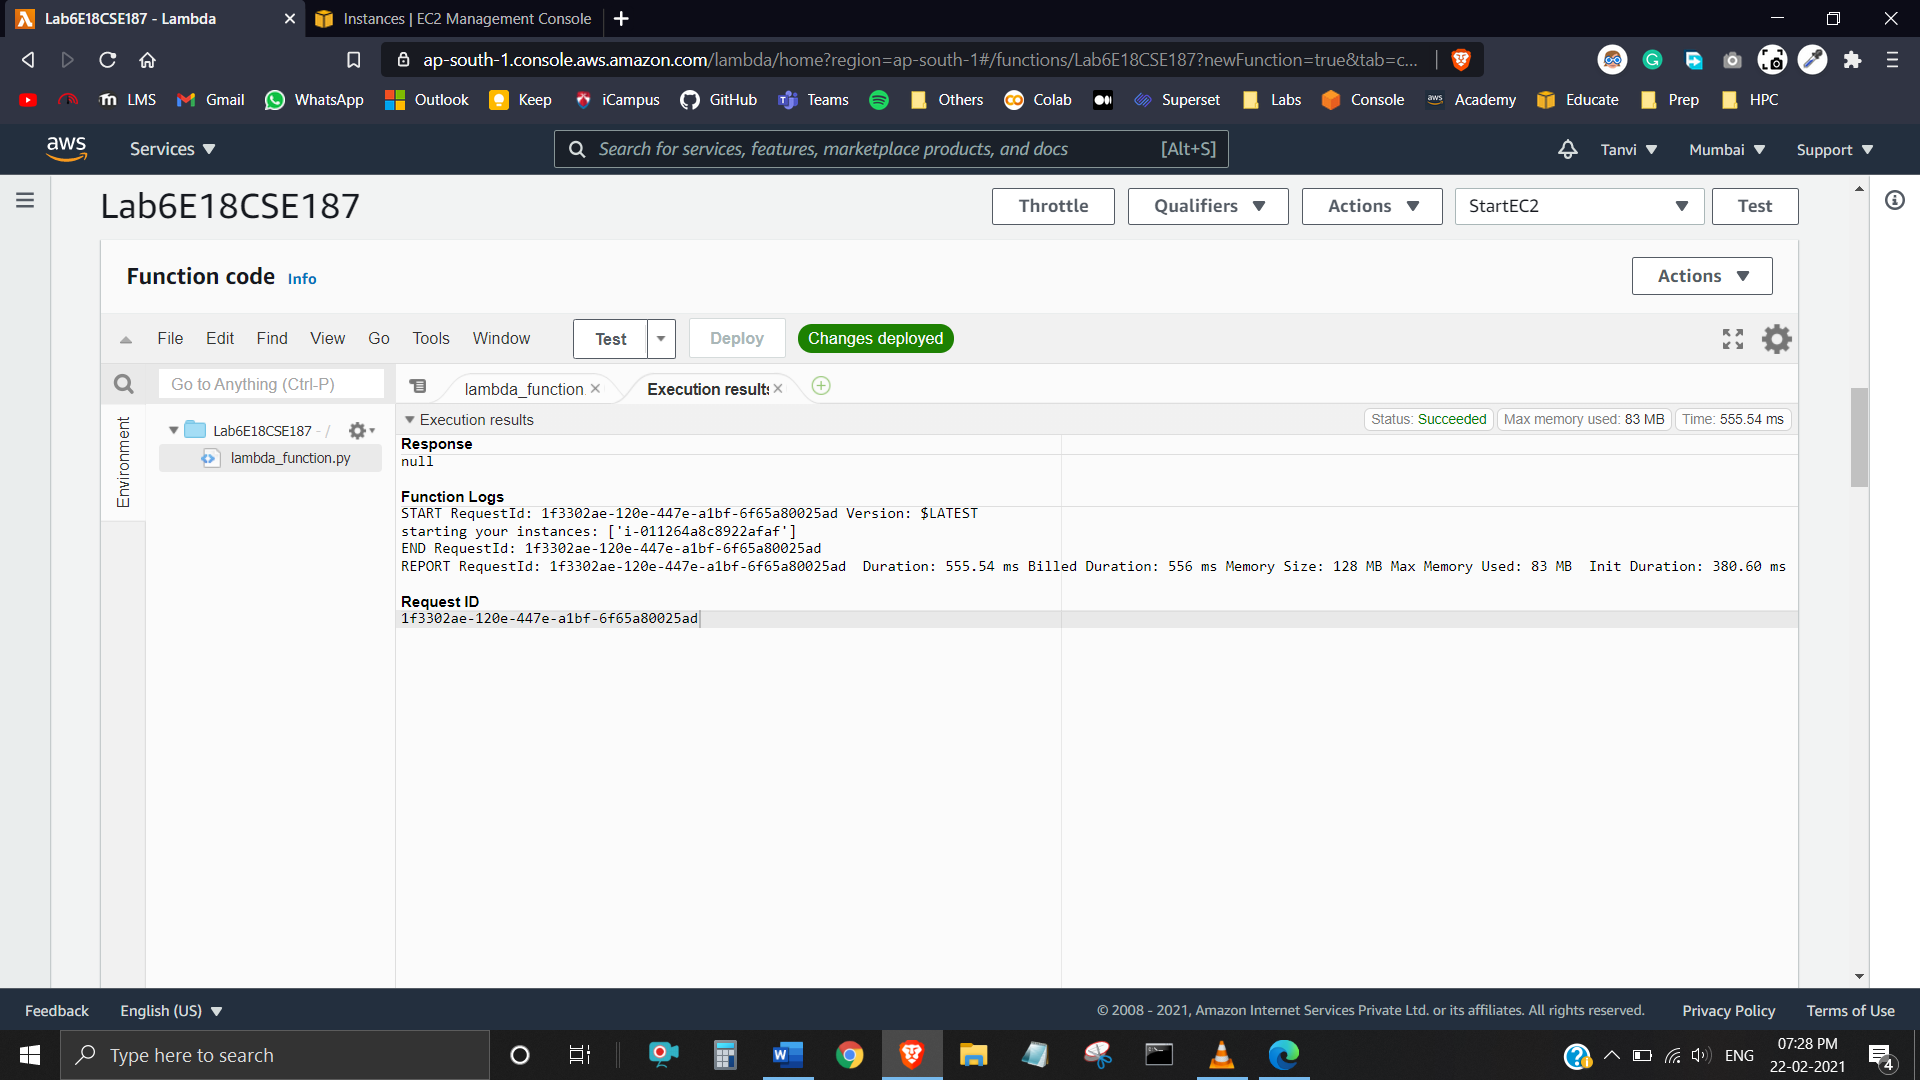 Lab6E18CSE187 - Lambda
Instances | EC2 Management Console
ap-south-1.console.aws.amazon.com/lambda/home?region=ap-south-1#/functions/Lab6E18CSE187?newFunction=true&tab=c...
LMS Gmail WhatsApp Outlook Keep iCampus GitHub Teams Others Colab Superset Labs Console aws Academy Educate Prep HPC
aws Services Search for services, features, marketplace products, and docs [Alt+S] Tanvi Mumbai Support
Lab6E18CSE187 Throttle Qualifiers Actions StartEC2 Test
Function code Info Actions
File Edit Find View Go Tools Window Test Deploy Changes deployed
Go to Anything (Ctrl-P) lambda_function Execution results
Environment
Lab6E18CSE187 - /
lambda_function.py
Execution results Status: Succeeded Max memory used: 83 MB Time: 555.54 ms
Response
null
Function Logs
START RequestId: 1f3302ae-120e-447e-a1bf-6f65a80025ad Version: $LATEST
starting your instances: ['i-011264a8c8922afaf']
END RequestId: 1f3302ae-120e-447e-a1bf-6f65a80025ad
REPORT RequestId: 1f3302ae-120e-447e-a1bf-6f65a80025ad Duration: 555.54 ms Billed Duration: 556 ms Memory Size: 128 MB Max Memory Used: 83 MB Init Duration: 380.60 ms
Request ID
1f3302ae-120e-447e-a1bf-6f65a80025ad
Feedback English (US) © 2008 - 2021, Amazon Internet Services Private Ltd. or its affiliates. All rights reserved. Privacy Policy Terms of Use
Type here to search ENG 07:28 PM
22-02-2021 4